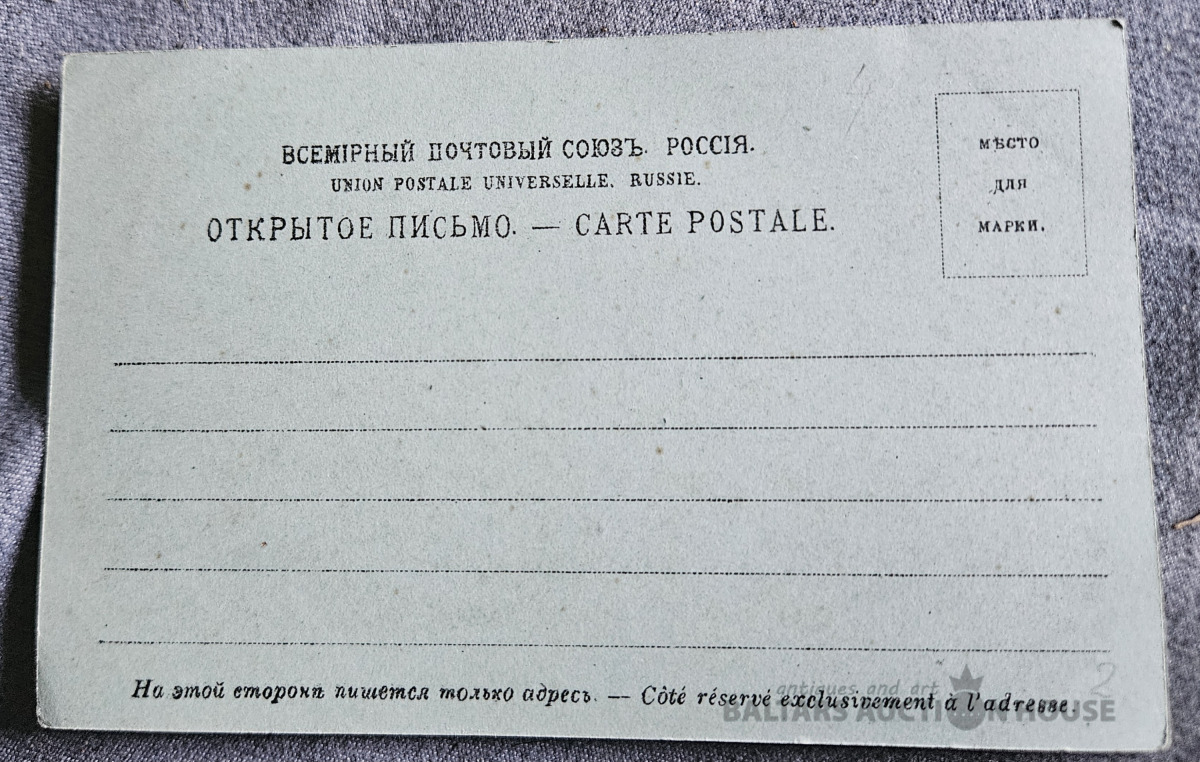 ВСЕМІРНЫЙ ПОЧТОВЫЙ СОЮЗЪ. РОССІЯ.
UNION POSTALE UNIVERSELLE. RUSSIE.
ОТКРЫТОЕ ПИСЬМО. — CARTE POSTALE.
МѢСТО
ДЛЯ
МАРКИ.
На этой сторонѣ пишется только адресъ. — Côté réservé exclusivement à l'adresse.
antiques and art
BALTARS AUCTION HOUSE
2